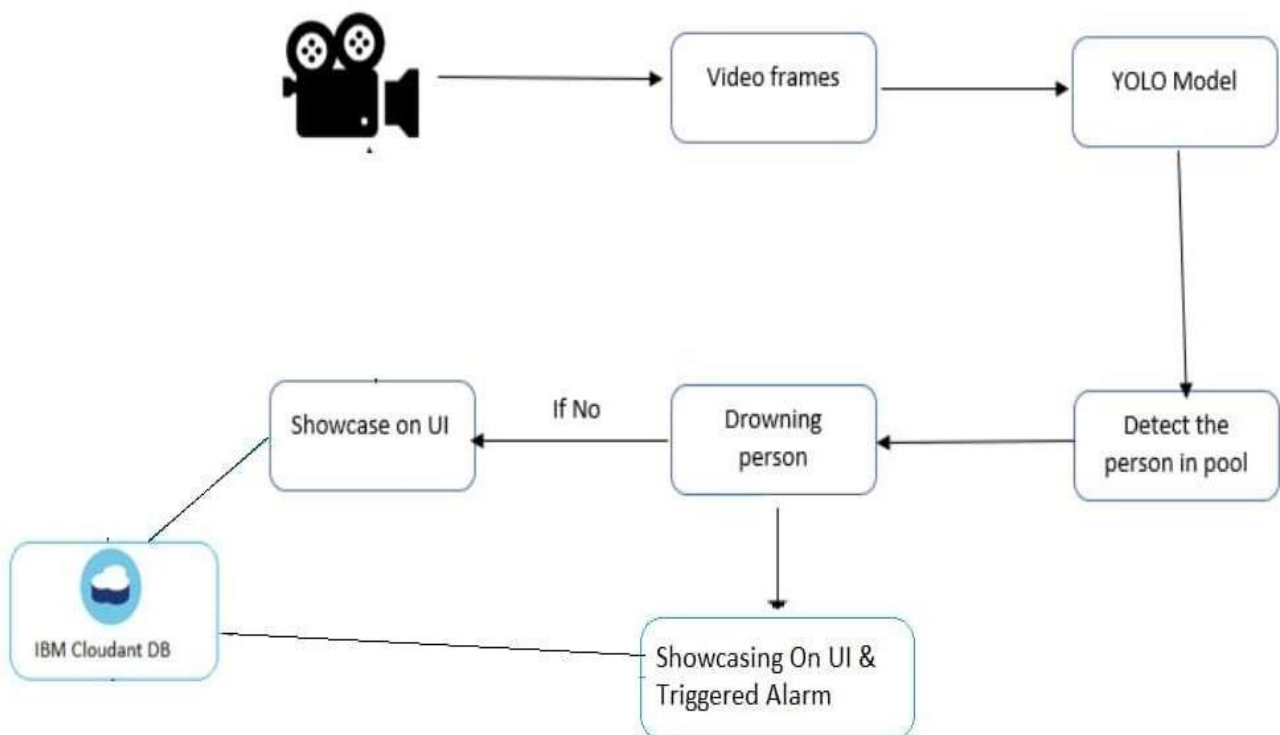 Video frames
YOLO Model
Showcase on UI
If No
Drowning
person
Detect the
person in pool
IBM Cloudant DB
Showcasing On UI &
Triggered Alarm